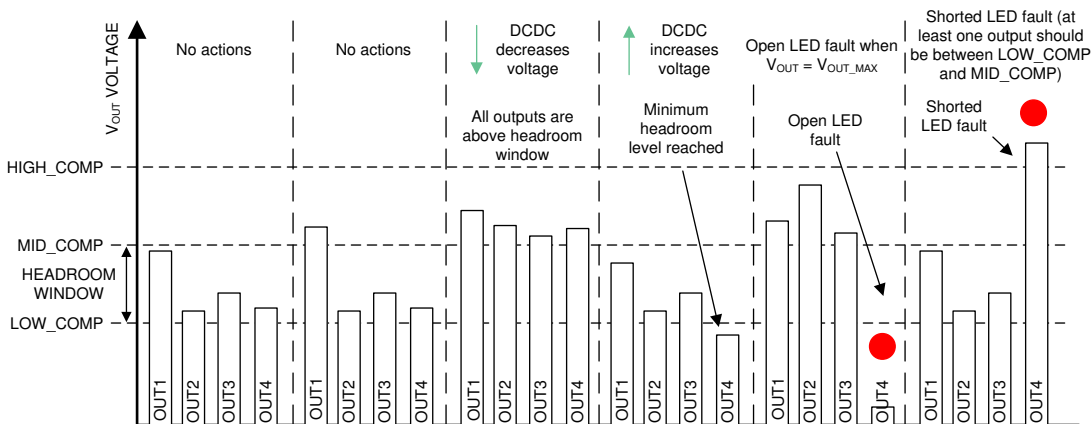 V_OUT VOLTAGE
HIGH_COMP
MID_COMP
HEADROOM
WINDOW
LOW_COMP
No actions
OUT1
OUT2
OUT3
OUT4
No actions
OUT1
OUT2
OUT3
OUT4
DCDC
decreases
voltage
All outputs are
above headroom
window
OUT1
OUT2
OUT3
OUT4
DCDC
increases
voltage
Minimum
headroom
level reached
OUT1
OUT2
OUT3
OUT4
Open LED fault when
V_OUT = V_OUT_MAX
Open LED
fault
OUT1
OUT2
OUT3
OUT4
Shorted LED fault (at
least one output should
be between LOW_COMP
and MID_COMP)
Shorted
LED fault
OUT1
OUT2
OUT3
OUT4